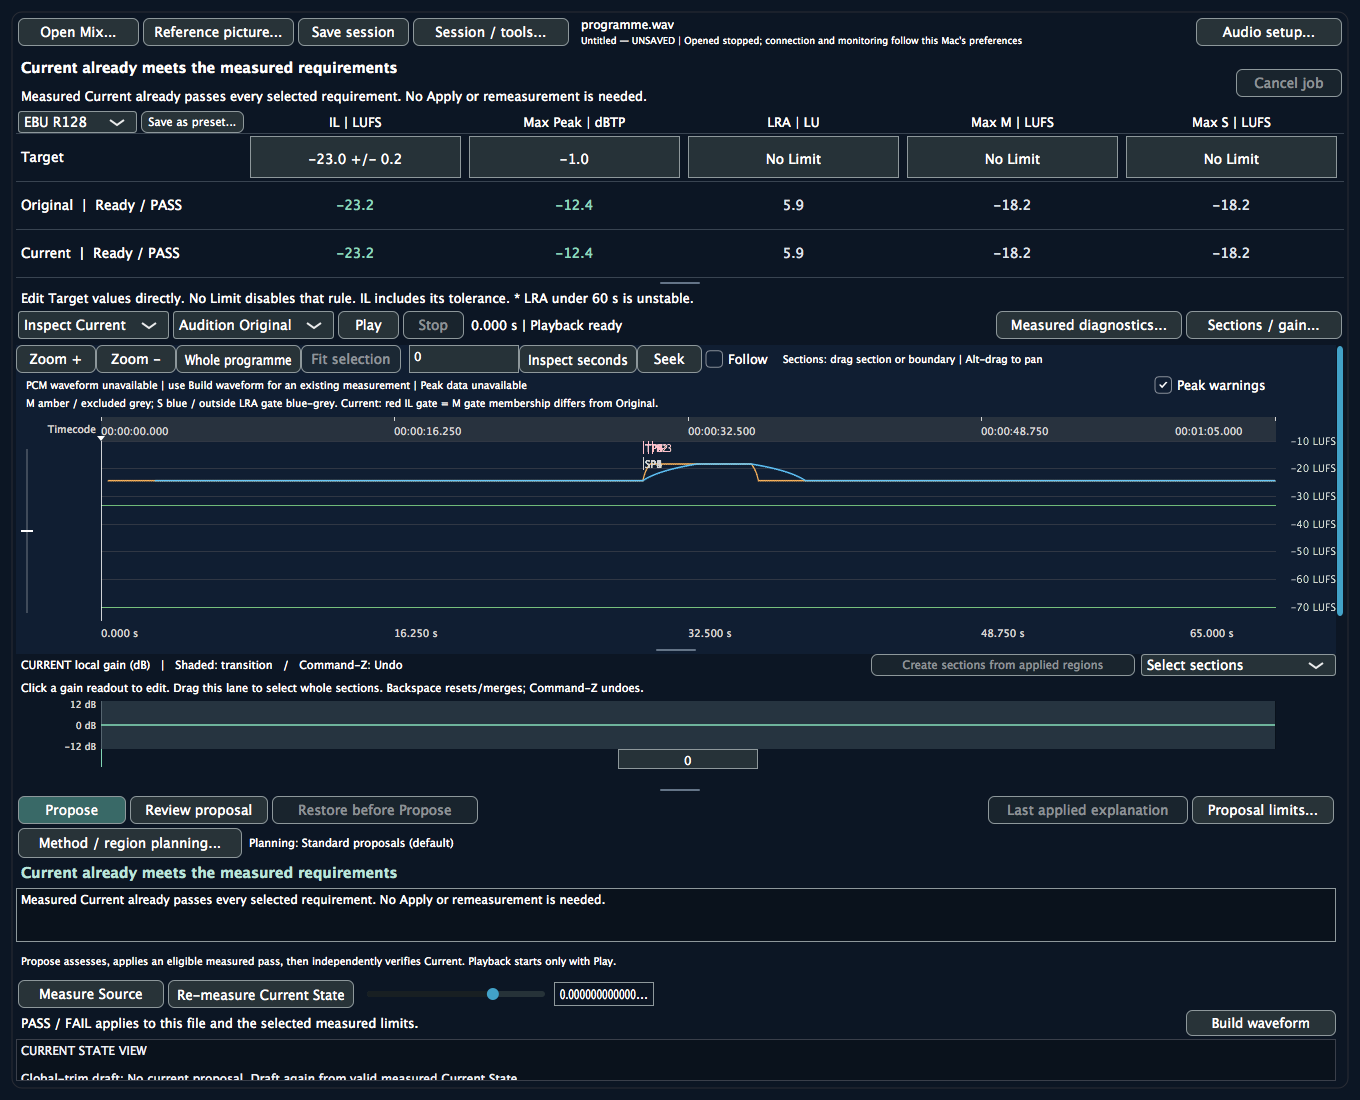 Open Mix... Reference picture... Save session Session / tools... programme.wav Audio setup...
Untitled — UNSAVED | Opened stopped; connection and monitoring follow this Mac's preferences
Current already meets the measured requirements
Cancel job
Measured Current already passes every selected requirement. No Apply or remeasurement is needed.
EBU R128 Save as preset... IL | LUFS Max Peak | dBTP LRA | LU Max M | LUFS Max S | LUFS
Target -23.0 +/- 0.2 -1.0 No Limit No Limit No Limit
Original | Ready / PASS -23.2 -12.4 5.9 -18.2 -18.2
Current | Ready / PASS -23.2 -12.4 5.9 -18.2 -18.2
Edit Target values directly. No Limit disables that rule. IL includes its tolerance. * LRA under 60 s is unstable.
Inspect Current Audition Original Play Stop 0.000 s | Playback ready Measured diagnostics... Sections / gain...
Zoom + Zoom - Whole programme Fit selection 0 Inspect seconds Seek Follow Sections: drag section or boundary | Alt-drag to pan
PCM waveform unavailable | use Build waveform for an existing measurement | Peak data unavailable Peak warnings
M amber / excluded grey; S blue / outside LRA gate blue-grey. Current: red IL gate = M gate membership differs from Original.
Timecode 00:00:00.000 00:00:16.250 00:00:32.500 00:00:48.750 00:01:05.000
-10 LUFS
-20 LUFS
-30 LUFS
-40 LUFS
-50 LUFS
-60 LUFS
-70 LUFS
0.000 s 16.250 s 32.500 s 48.750 s 65.000 s
CURRENT local gain (dB) | Shaded: transition / Command-Z: Undo Create sections from applied regions Select sections
Click a gain readout to edit. Drag this lane to select whole sections. Backspace resets/merges; Command-Z undoes.
12 dB
0 dB
-12 dB
0
Propose Review proposal Restore before Propose Last applied explanation Proposal limits...
Method / region planning... Planning: Standard proposals (default)
Current already meets the measured requirements
Measured Current already passes every selected requirement. No Apply or remeasurement is needed.
Propose assesses, applies an eligible measured pass, then independently verifies Current. Playback starts only with Play.
Measure Source Re-measure Current State 0.000000000000...
PASS / FAIL applies to this file and the selected measured limits. Build waveform
CURRENT STATE VIEW
Global-trim draft: No current proposal. Draft again from valid measured Current State